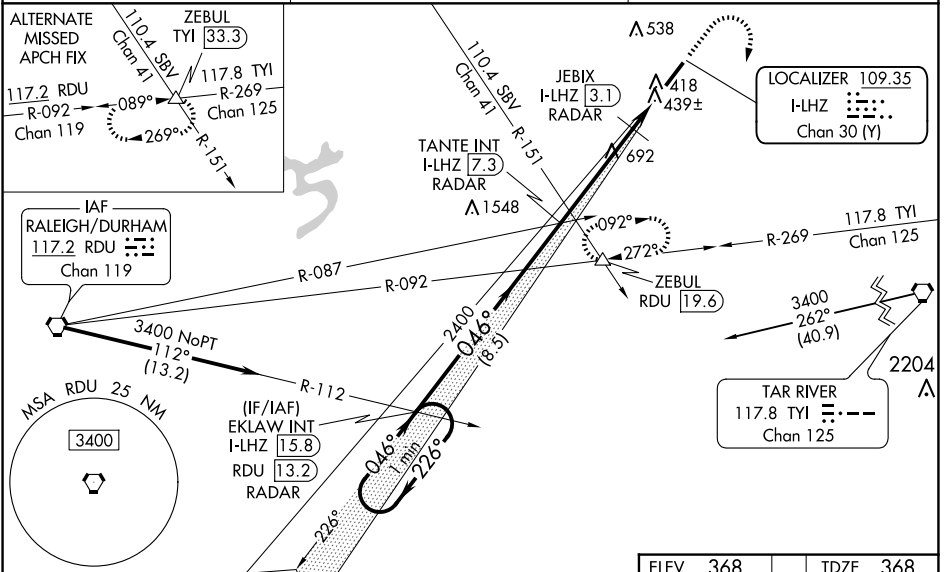 ALTERNATE
MISSED
APCH FIX
110.4 SBV
Chan 41
ZEBUL
TYI 33.3
117.2 RDU
R-092
Chan 119
089°
269°
117.8 TYI
R-269
Chan 125
R-151
110.4 SBV
Chan 41
R-151
538
JEBIX
I-LHZ 3.1
RADAR
418
439±
692
LOCALIZER 109.35
I-LHZ
Chan 30 (Y)
TANTE INT
I-LHZ 7.3
RADAR
1548
IAF
RALEIGH/DURHAM
117.2 RDU
Chan 119
R-087
R-092
092°
272°
R-269
117.8 TYI
Chan 125
ZEBUL
RDU 19.6
3400 NoPT
112°
(13.2)
R-112
2400
046°
(8.5)
3400
262°
(40.9)
2204
TAR RIVER
117.8 TYI
Chan 125
MSA RDU 25 NM
3400
(IF/IAF)
EKLAW INT
I-LHZ 15.8
RDU 13.2
RADAR
046°
1 min
226°
226°
ELEV 368
TDZE 368